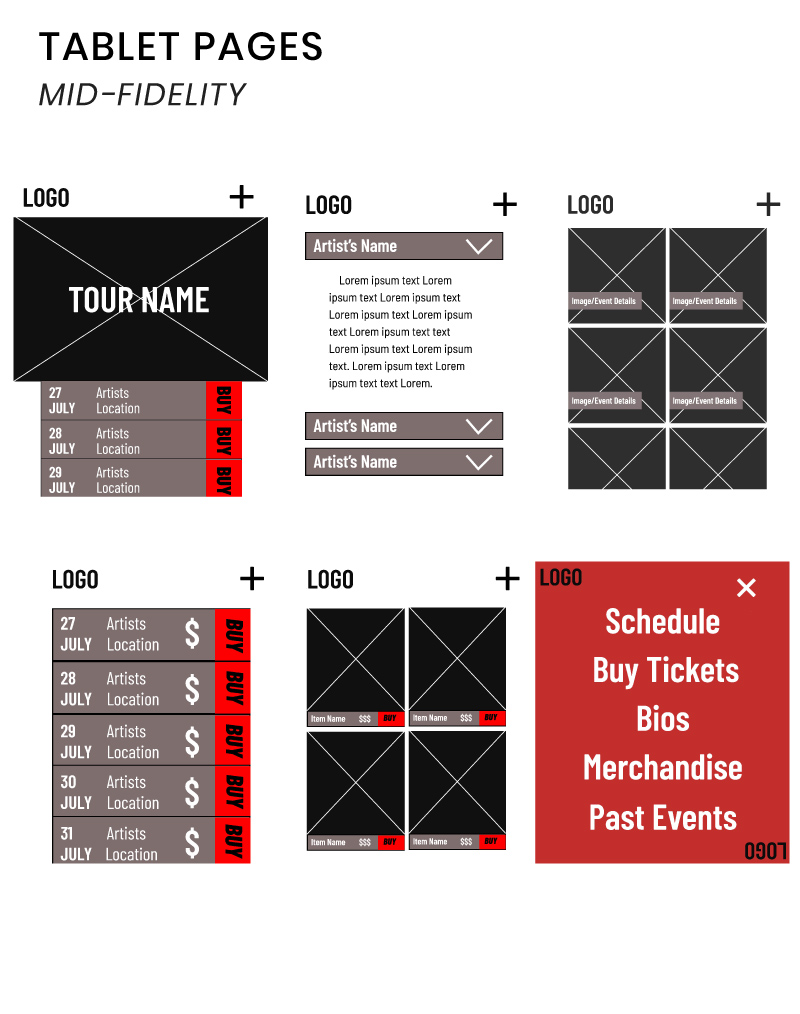 TABLET PAGES
MID-FIDELITY
LOGO
TOUR NAME
27 Artists
JULY Location
BUY
28 Artists
JULY Location
BUY
29 Artists
JULY Location
BUY
LOGO
Artist's Name
Lorem ipsum text Lorem
ipsum text Lorem ipsum text
Lorem ipsum text Lorem ipsum
text Lorem ipsum text text
Lorem ipsum text Lorem ipsum
text. Lorem ipsum text Lorem
ipsum text text Lorem.
Artist's Name
Artist's Name
LOGO
Image/Event Details
Image/Event Details
Image/Event Details
Image/Event Details
LOGO
27 Artists
JULY Location
$ BUY
28 Artists
JULY Location
$ BUY
29 Artists
JULY Location
$ BUY
30 Artists
JULY Location
$ BUY
31 Artists
JULY Location
$ BUY
LOGO
Item Name $$$ BUY
Item Name $$$ BUY
Item Name $$$ BUY
Item Name $$$ BUY
LOGO
Schedule
Buy Tickets
Bios
Merchandise
Past Events
LOGO